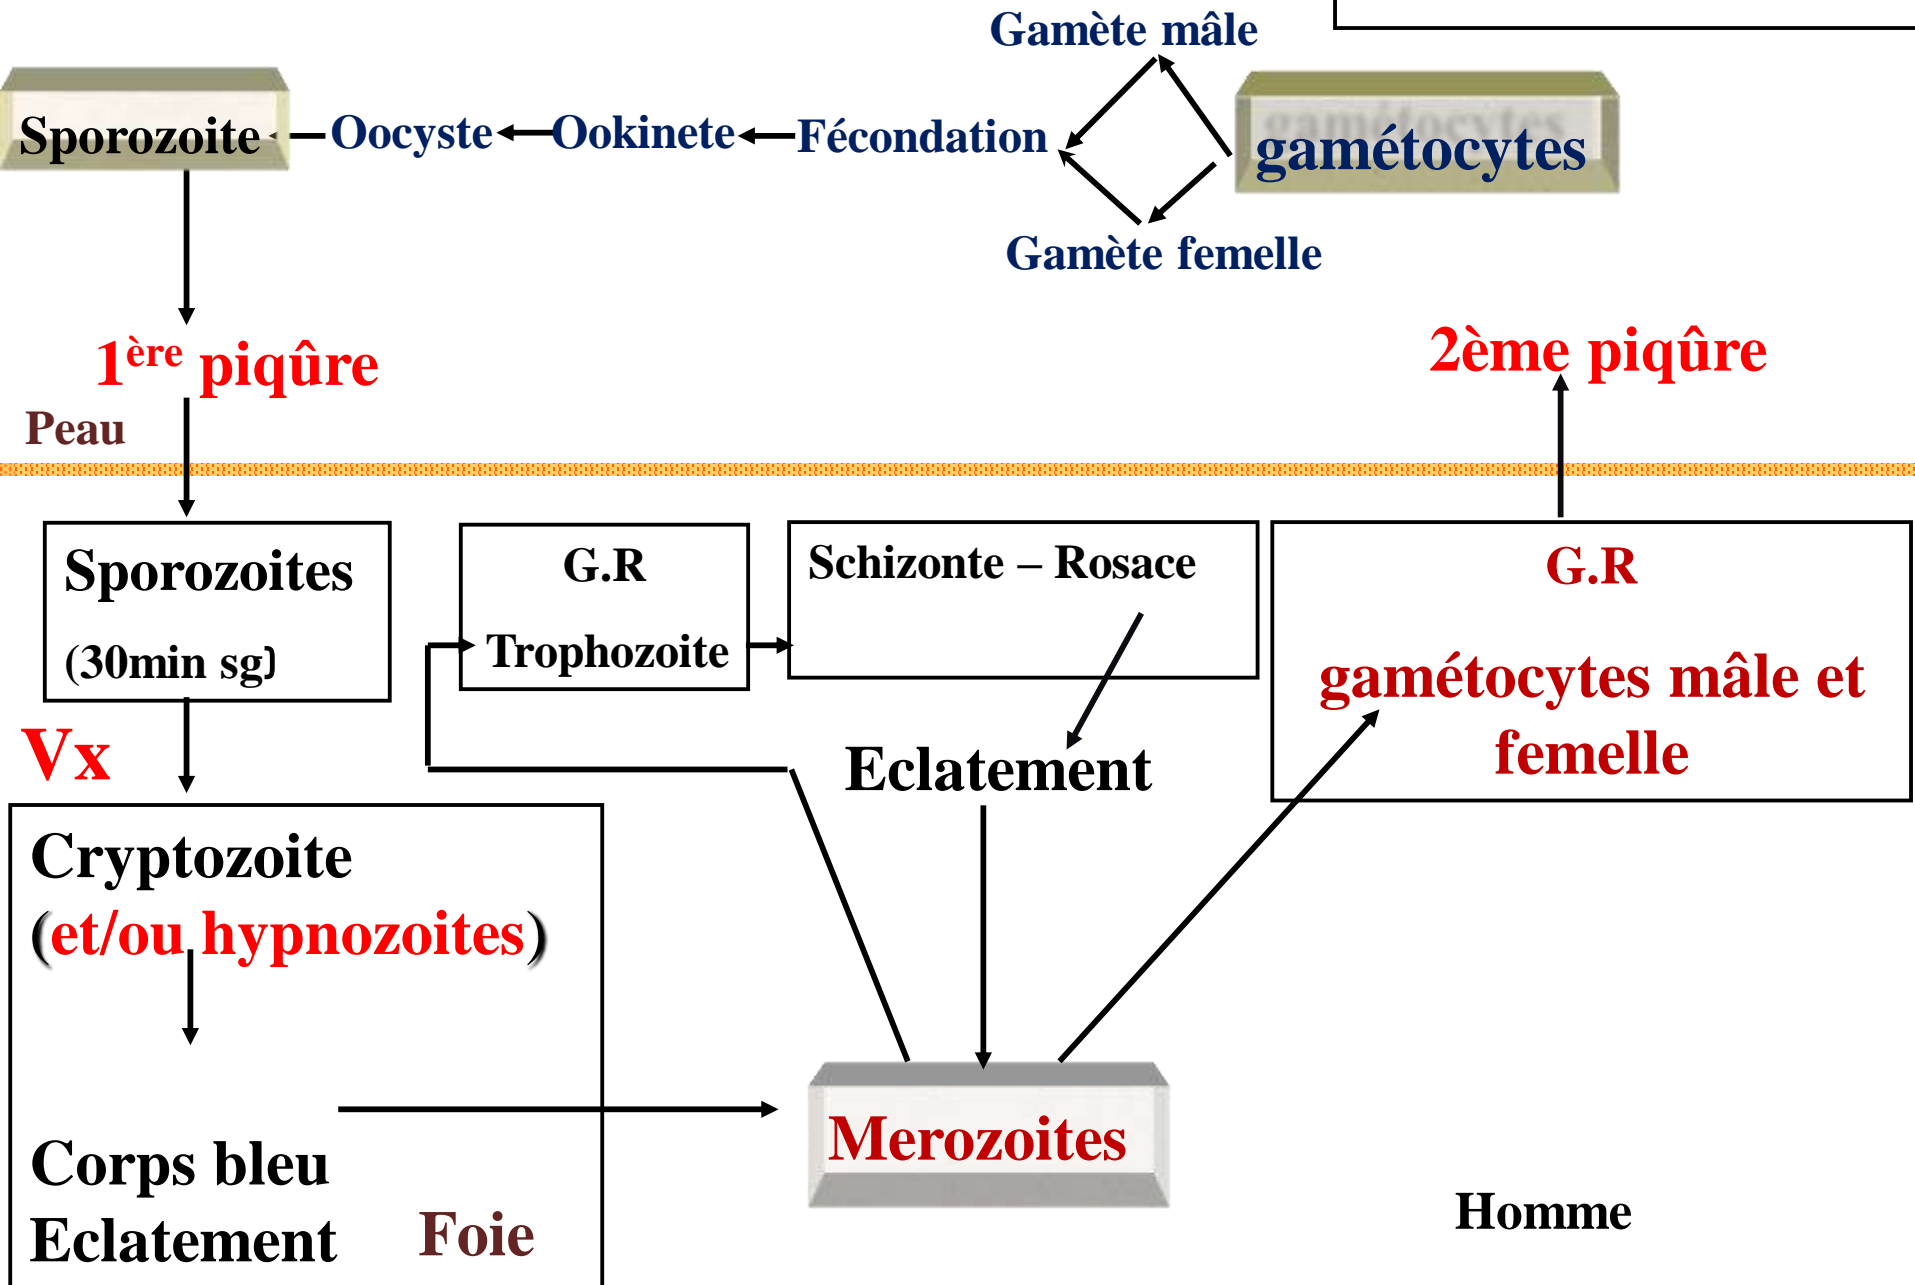 Gamète mâle
Sporozoite
Oocyste
Ookinete
Fécondation
gamétocytes
Gamète femelle
1ère piqûre
2ème piqûre
Peau
Sporozoites
(30min sg)
G.R
Trophozoite
Schizonte – Rosace
G.R
gamétocytes mâle et
femelle
Vx
Eclatement
Cryptozoite
(et/ou hypnozoites)
Corps bleu
Eclatement
Foie
Merozoites
Homme